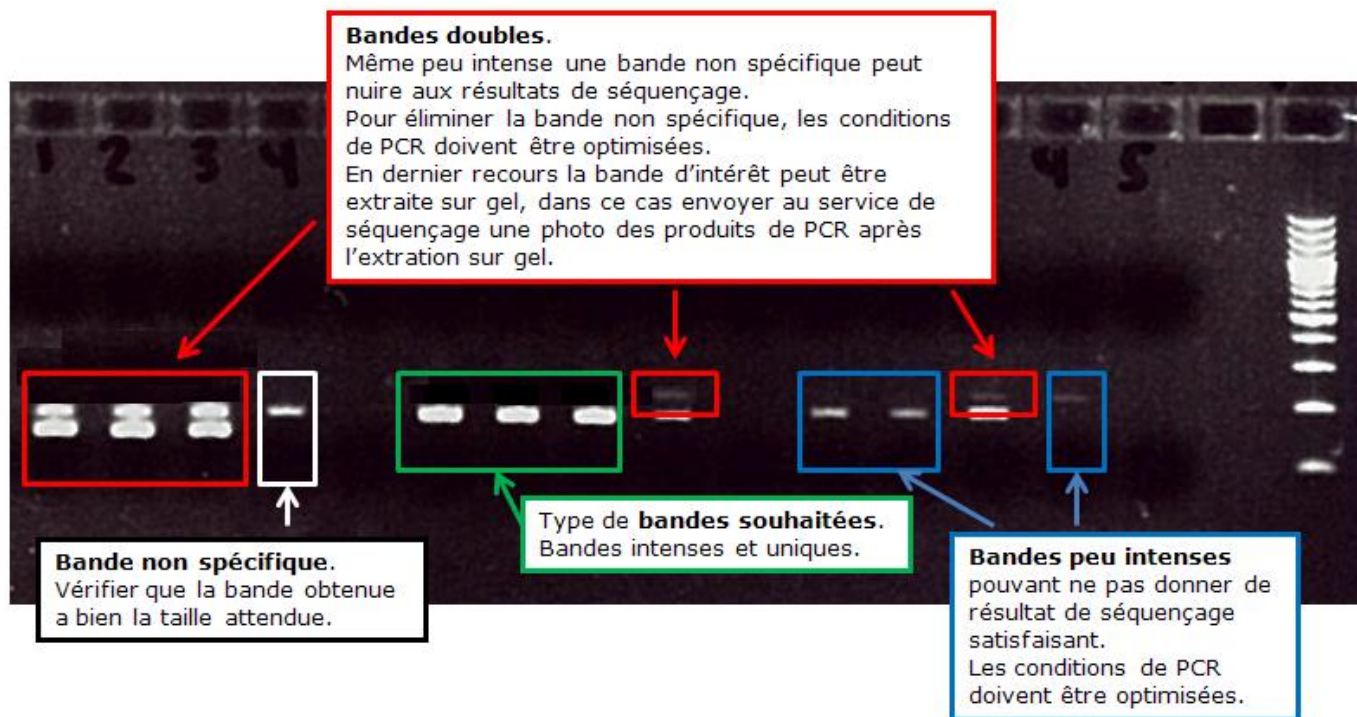 Bandes doubles.
Même peu intense une bande non spécifique peut
nuire aux résultats de séquençage.
Pour éliminer la bande non spécifique, les conditions
de PCR doivent être optimisées.
En dernier recours la bande d'intérêt peut être
extraite sur gel, dans ce cas envoyer au service de
séquençage une photo des produits de PCR après
l'extration sur gel.
1 2 3 4 4 5
Type de bandes souhaitées.
Bandes intenses et uniques.
Bande non spécifique.
Vérifier que la bande obtenue
a bien la taille attendue.
Bandes peu intenses
pouvant ne pas donner de
résultat de séquençage
satisfaisant.
Les conditions de PCR
doivent être optimisées.